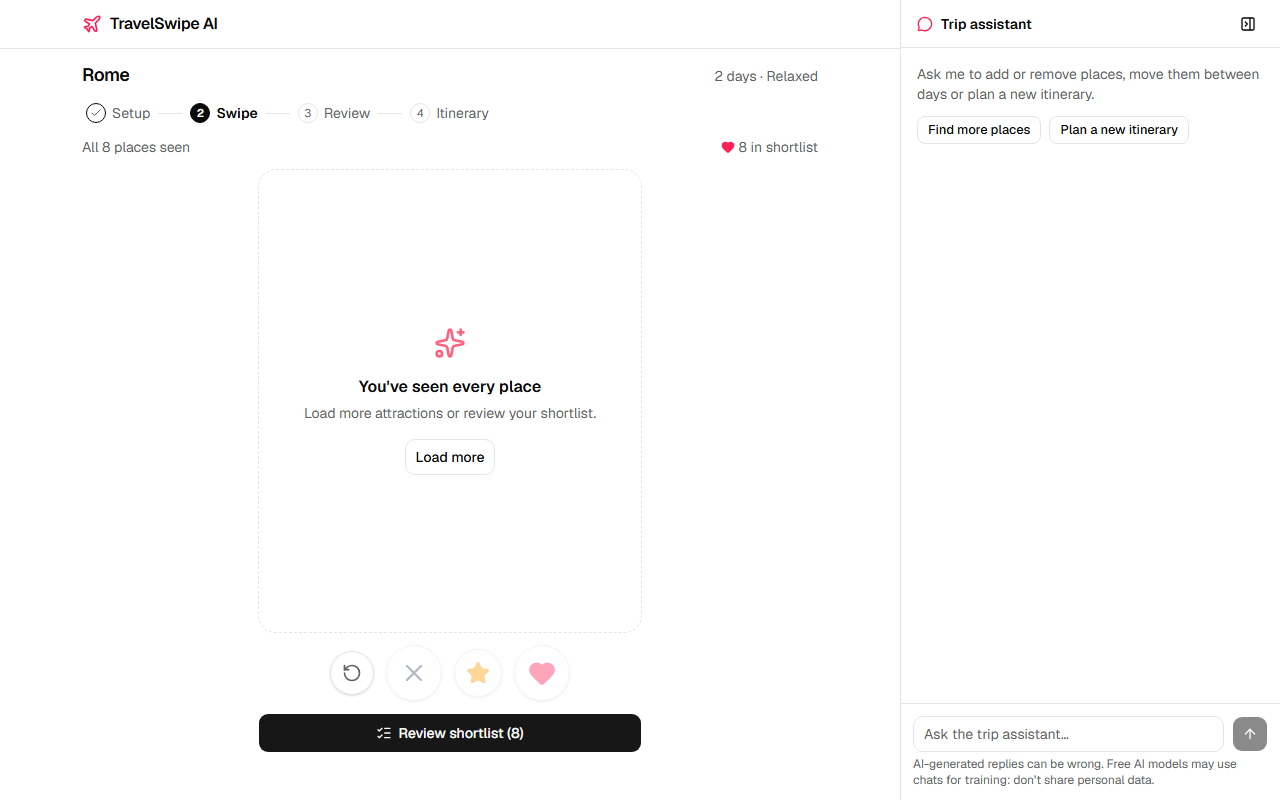 TravelSwipe AI
Rome
2 days · Relaxed
Setup
2 Swipe
3 Review
4 Itinerary
All 8 places seen
8 in shortlist
You've seen every place
Load more attractions or review your shortlist.
Load more
Review shortlist (8)
Trip assistant
Ask me to add or remove places, move them between
days or plan a new itinerary.
Find more places
Plan a new itinerary
Ask the trip assistant…
AI-generated replies can be wrong. Free AI models may use
chats for training: don't share personal data.